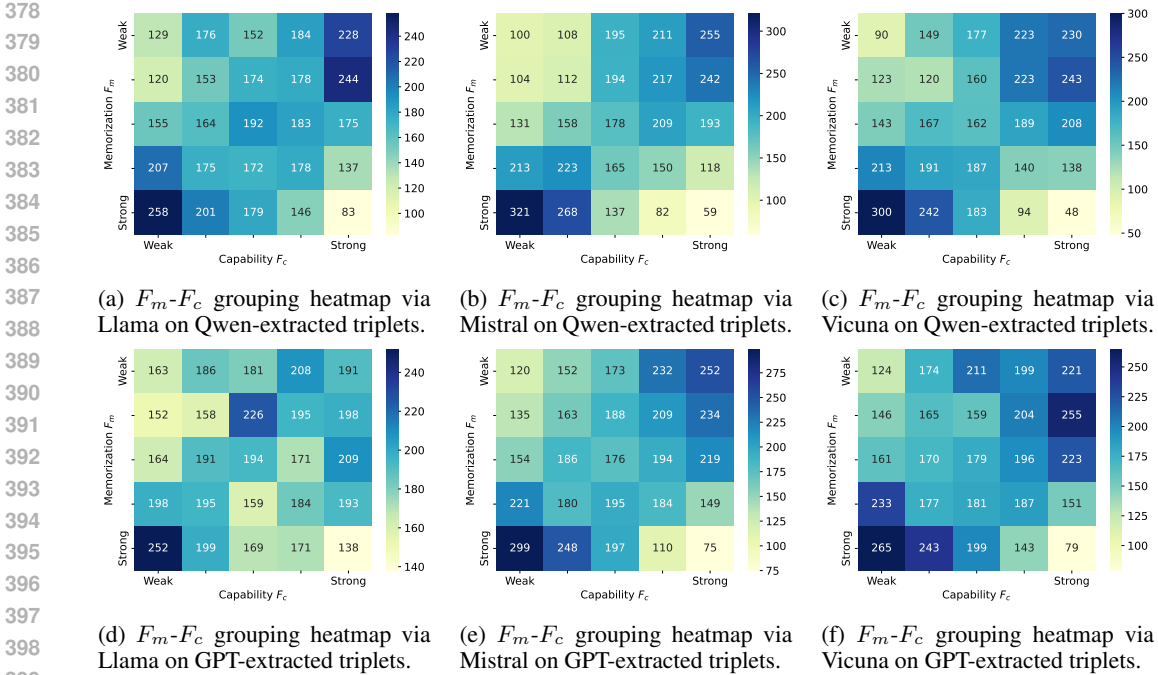 378
379
380
381
382
383
384
385
386
387
388
389
390
391
392
393
394
395
396
397
398
Weak
Strong
Memorization F_m
129 176 152 184 228
120 153 174 178 244
155 164 192 183 175
207 175 172 178 137
258 201 179 146 83
Weak Strong
Capability F_c
240
220
200
180
160
140
120
100
(a) F_m-F_c grouping heatmap via
Llama on Qwen-extracted triplets.
Weak
Strong
Memorization F_m
100 108 195 211 255
104 112 194 217 242
131 158 178 209 193
213 223 165 150 118
321 268 137 82 59
Weak Strong
Capability F_c
300
250
200
150
100
(b) F_m-F_c grouping heatmap via
Mistral on Qwen-extracted triplets.
Weak
Strong
Memorization F_m
90 149 177 223 230
123 120 160 223 243
143 167 162 189 208
213 191 187 140 138
300 242 183 94 48
Weak Strong
Capability F_c
300
250
200
150
100
50
(c) F_m-F_c grouping heatmap via
Vicuna on Qwen-extracted triplets.
Weak
Strong
Memorization F_m
163 186 181 208 191
152 158 226 195 198
164 191 194 171 209
198 195 159 184 193
252 199 169 171 138
Weak Strong
Capability F_c
240
220
200
180
160
140
(d) F_m-F_c grouping heatmap via
Llama on GPT-extracted triplets.
Weak
Strong
Memorization F_m
120 152 173 232 252
135 163 188 209 234
154 186 176 194 219
221 180 195 184 149
299 248 197 110 75
Weak Strong
Capability F_c
275
250
225
200
175
150
125
100
75
(e) F_m-F_c grouping heatmap via
Mistral on GPT-extracted triplets.
Weak
Strong
Memorization F_m
124 174 211 199 221
146 165 159 204 255
161 170 179 196 223
233 177 181 187 151
265 243 199 143 79
Weak Strong
Capability F_c
250
225
200
175
150
125
100
(f) F_m-F_c grouping heatmap via
Vicuna on GPT-extracted triplets.